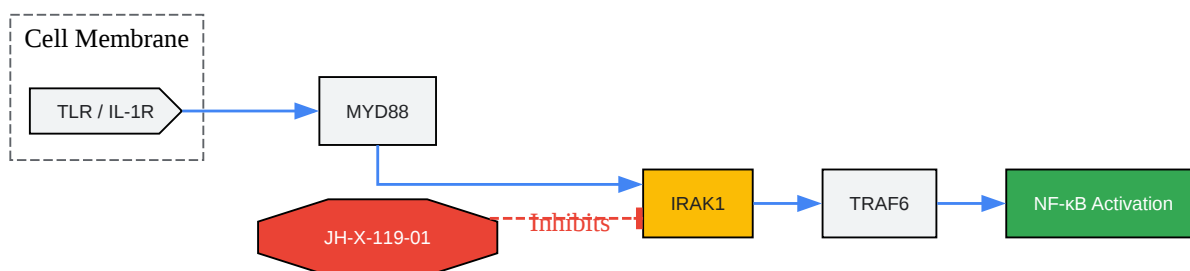 Cell Membrane
TLR / IL-1R
MYD88
IRAK1
TRAF6
NF-κB Activation
Inhibits
JH-X-119-01